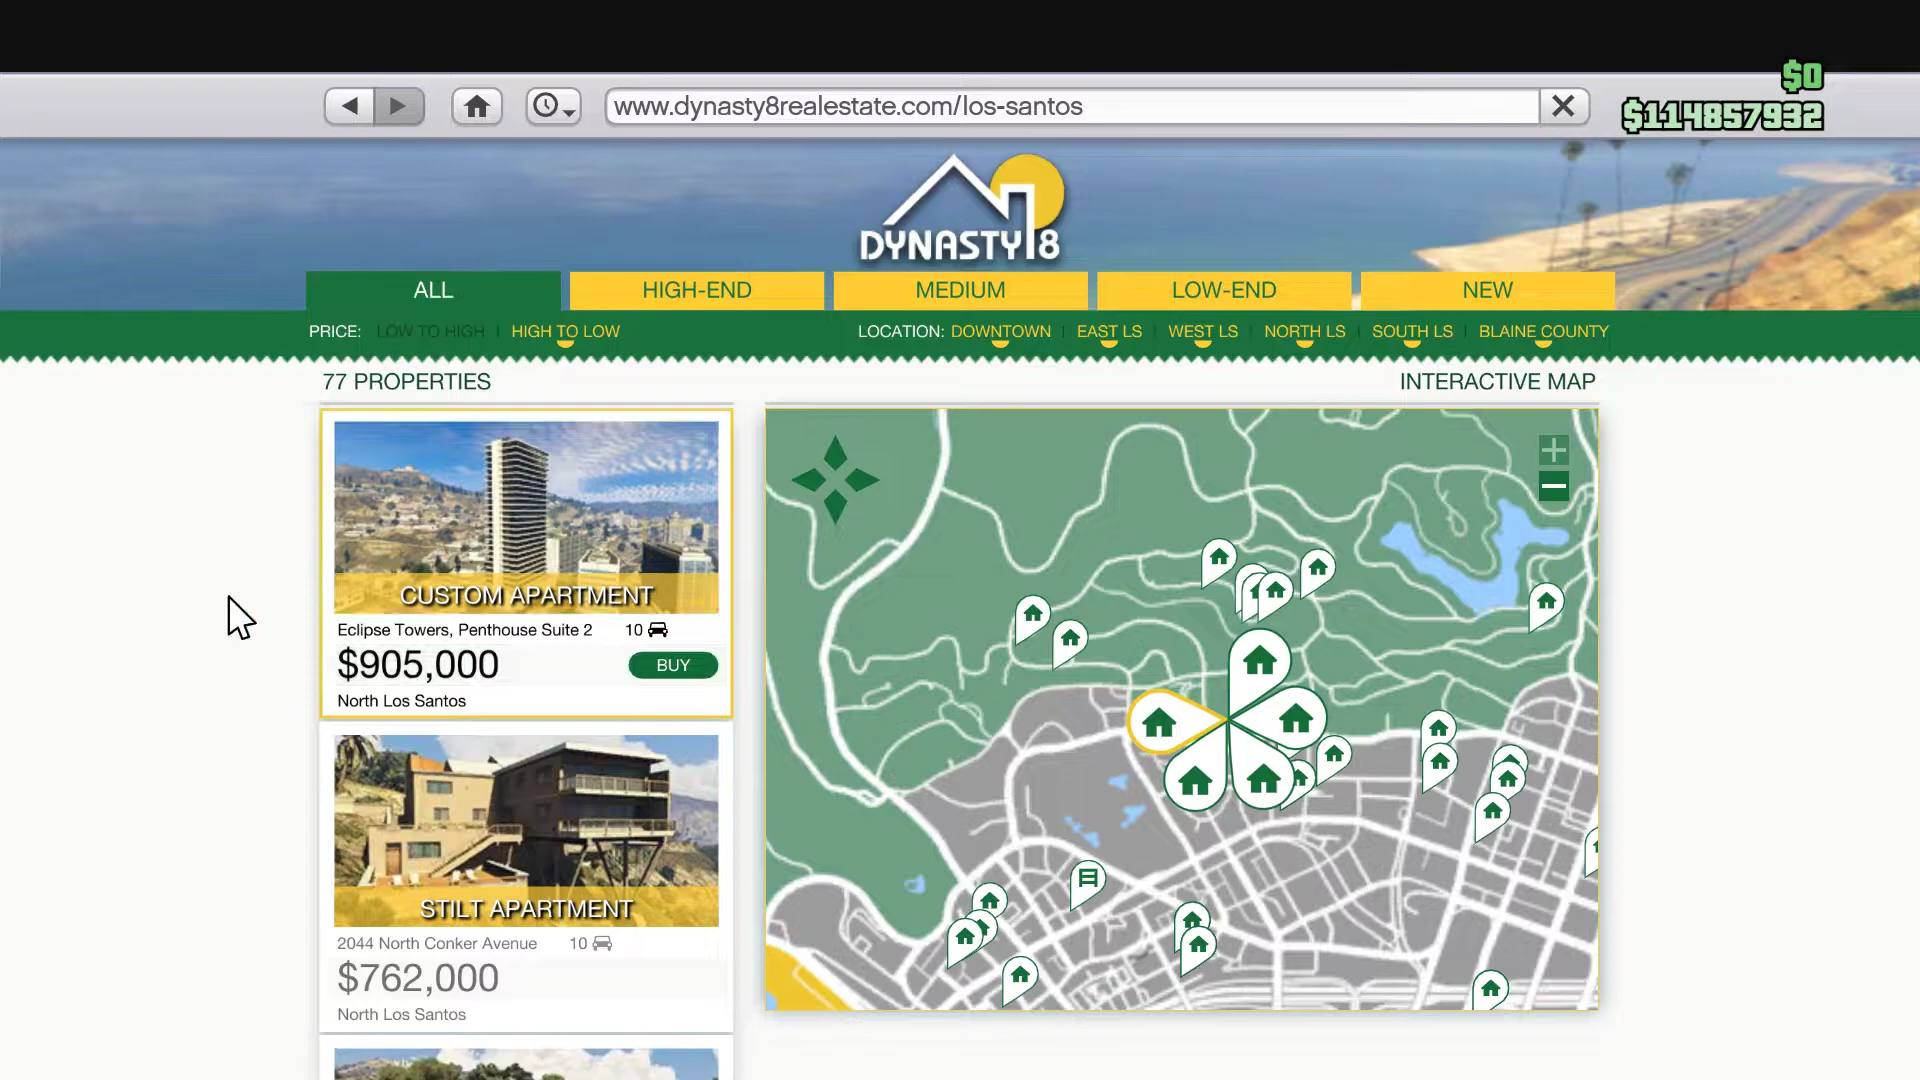 $0
www.dynasty8realestate.com/los-santos
$114857932
DYNASTY 8
ALL
HIGH-END
MEDIUM
LOW-END
NEW
PRICE: LOW TO HIGH | HIGH TO LOW
LOCATION: DOWNTOWN | EAST LS | WEST LS | NORTH LS | SOUTH LS | BLAINE COUNTY
77 PROPERTIES
INTERACTIVE MAP
CUSTOM APARTMENT
Eclipse Towers, Penthouse Suite 2 10
$905,000
BUY
North Los Santos
STILT APARTMENT
2044 North Conker Avenue 10
$762,000
North Los Santos